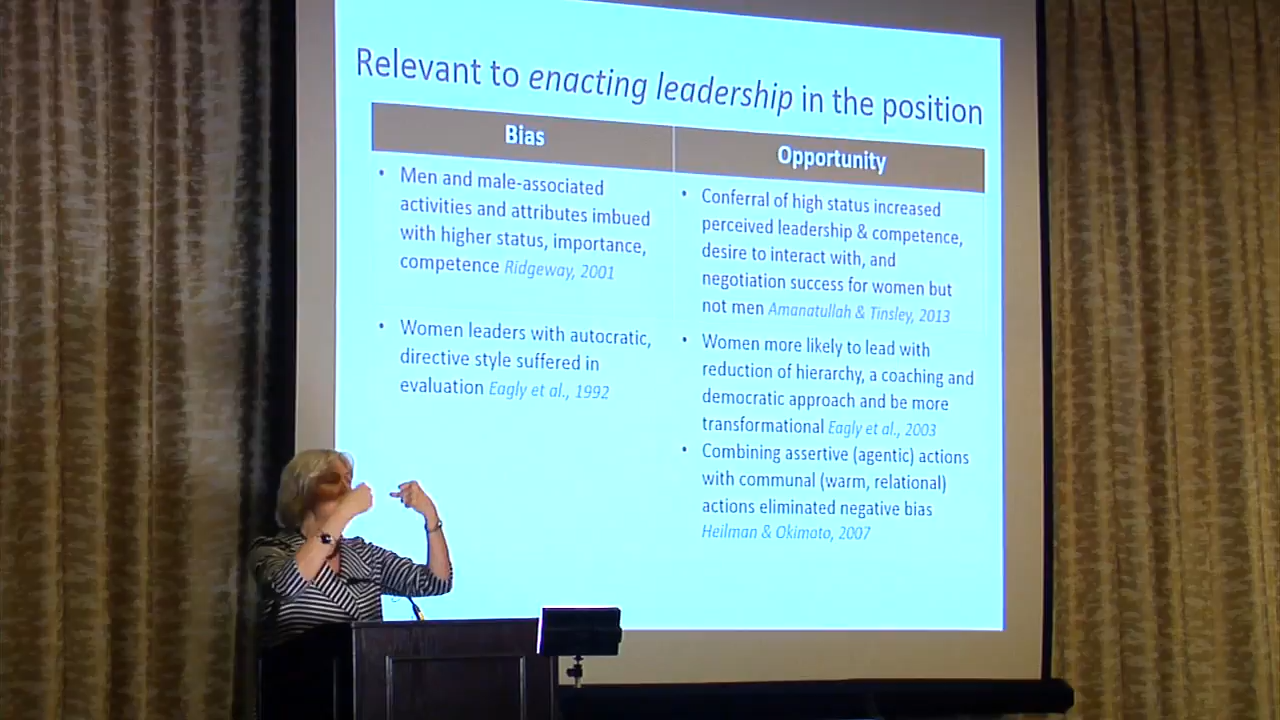 Relevant to enacting leadership in the position
Bias
Opportunity
• Men and male-associated
activities and attributes imbued
with higher status, importance,
competence Ridgeway, 2001
• Women leaders with autocratic,
directive style suffered in
evaluation Eagly et al., 1992
• Conferral of high status increased
perceived leadership & competence,
desire to interact with, and
negotiation success for women but
not men Amanatullah & Tinsley, 2013
• Women more likely to lead with
reduction of hierarchy, a coaching and
democratic approach and be more
transformational Eagly et al., 2003
• Combining assertive (agentic) actions
with communal (warm, relational)
actions eliminated negative bias
Heilman & Okimoto, 2007